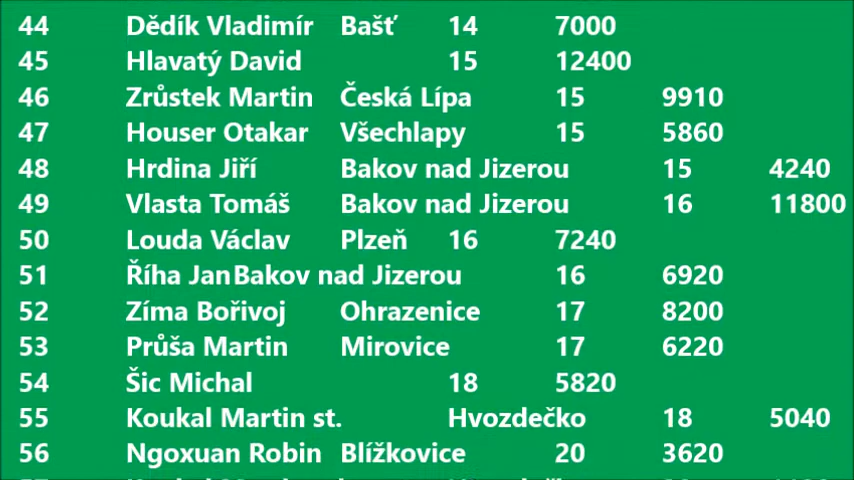 44 Dědík Vladimír Bašť 14 7000
45 Hlavatý David 15 12400
46 Zrůstek Martin Česká Lípa 15 9910
47 Houser Otakar Všechlapy 15 5860
48 Hrdina Jiří Bakov nad Jizerou 15 4240
49 Vlasta Tomáš Bakov nad Jizerou 16 11800
50 Louda Václav Plzeň 16 7240
51 Říha Jan Bakov nad Jizerou 16 6920
52 Zíma Bořivoj Ohrazenice 17 8200
53 Průša Martin Mirovice 17 6220
54 Šic Michal 18 5820
55 Koukal Martin st. Hvozdečko 18 5040
56 Ngoxuan Robin Blížkovice 20 3620